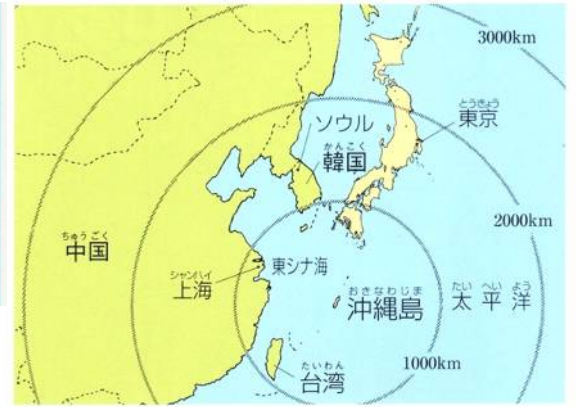 3000km
とうきょう
東京
ソウル
かんこく
韓国
2000km
ちゅうごく
中国
シャンハイ
上海
東シナ海
おきなわじま
沖縄島
たいへいよう
太平洋
1000km
たいわん
台湾